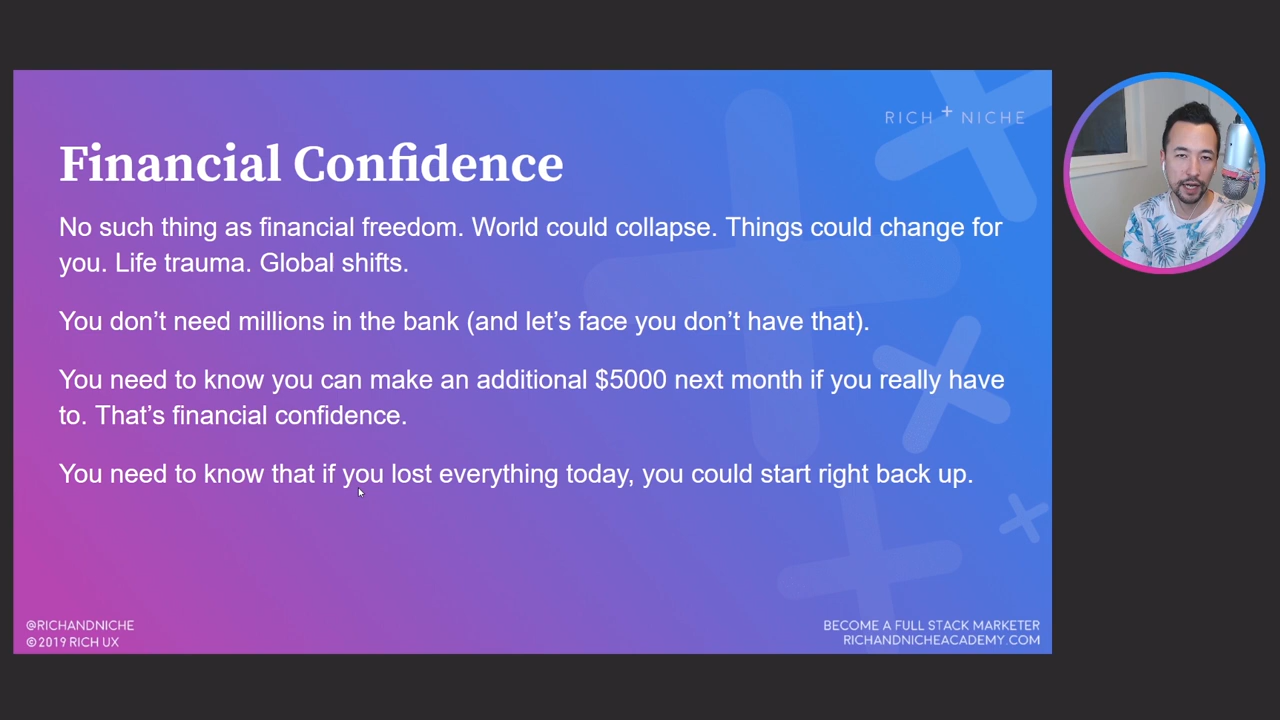 RICH + NICHE
Financial Confidence
No such thing as financial freedom. World could collapse. Things could change for
you. Life trauma. Global shifts.
You don’t need millions in the bank (and let’s face you don’t have that).
You need to know you can make an additional $5000 next month if you really have
to. That’s financial confidence.
You need to know that if you lost everything today, you could start right back up.
@RICHANDNICHE
©2019 RICH UX
BECOME A FULL STACK MARKETER
RICHANDNICHEACADEMY.COM